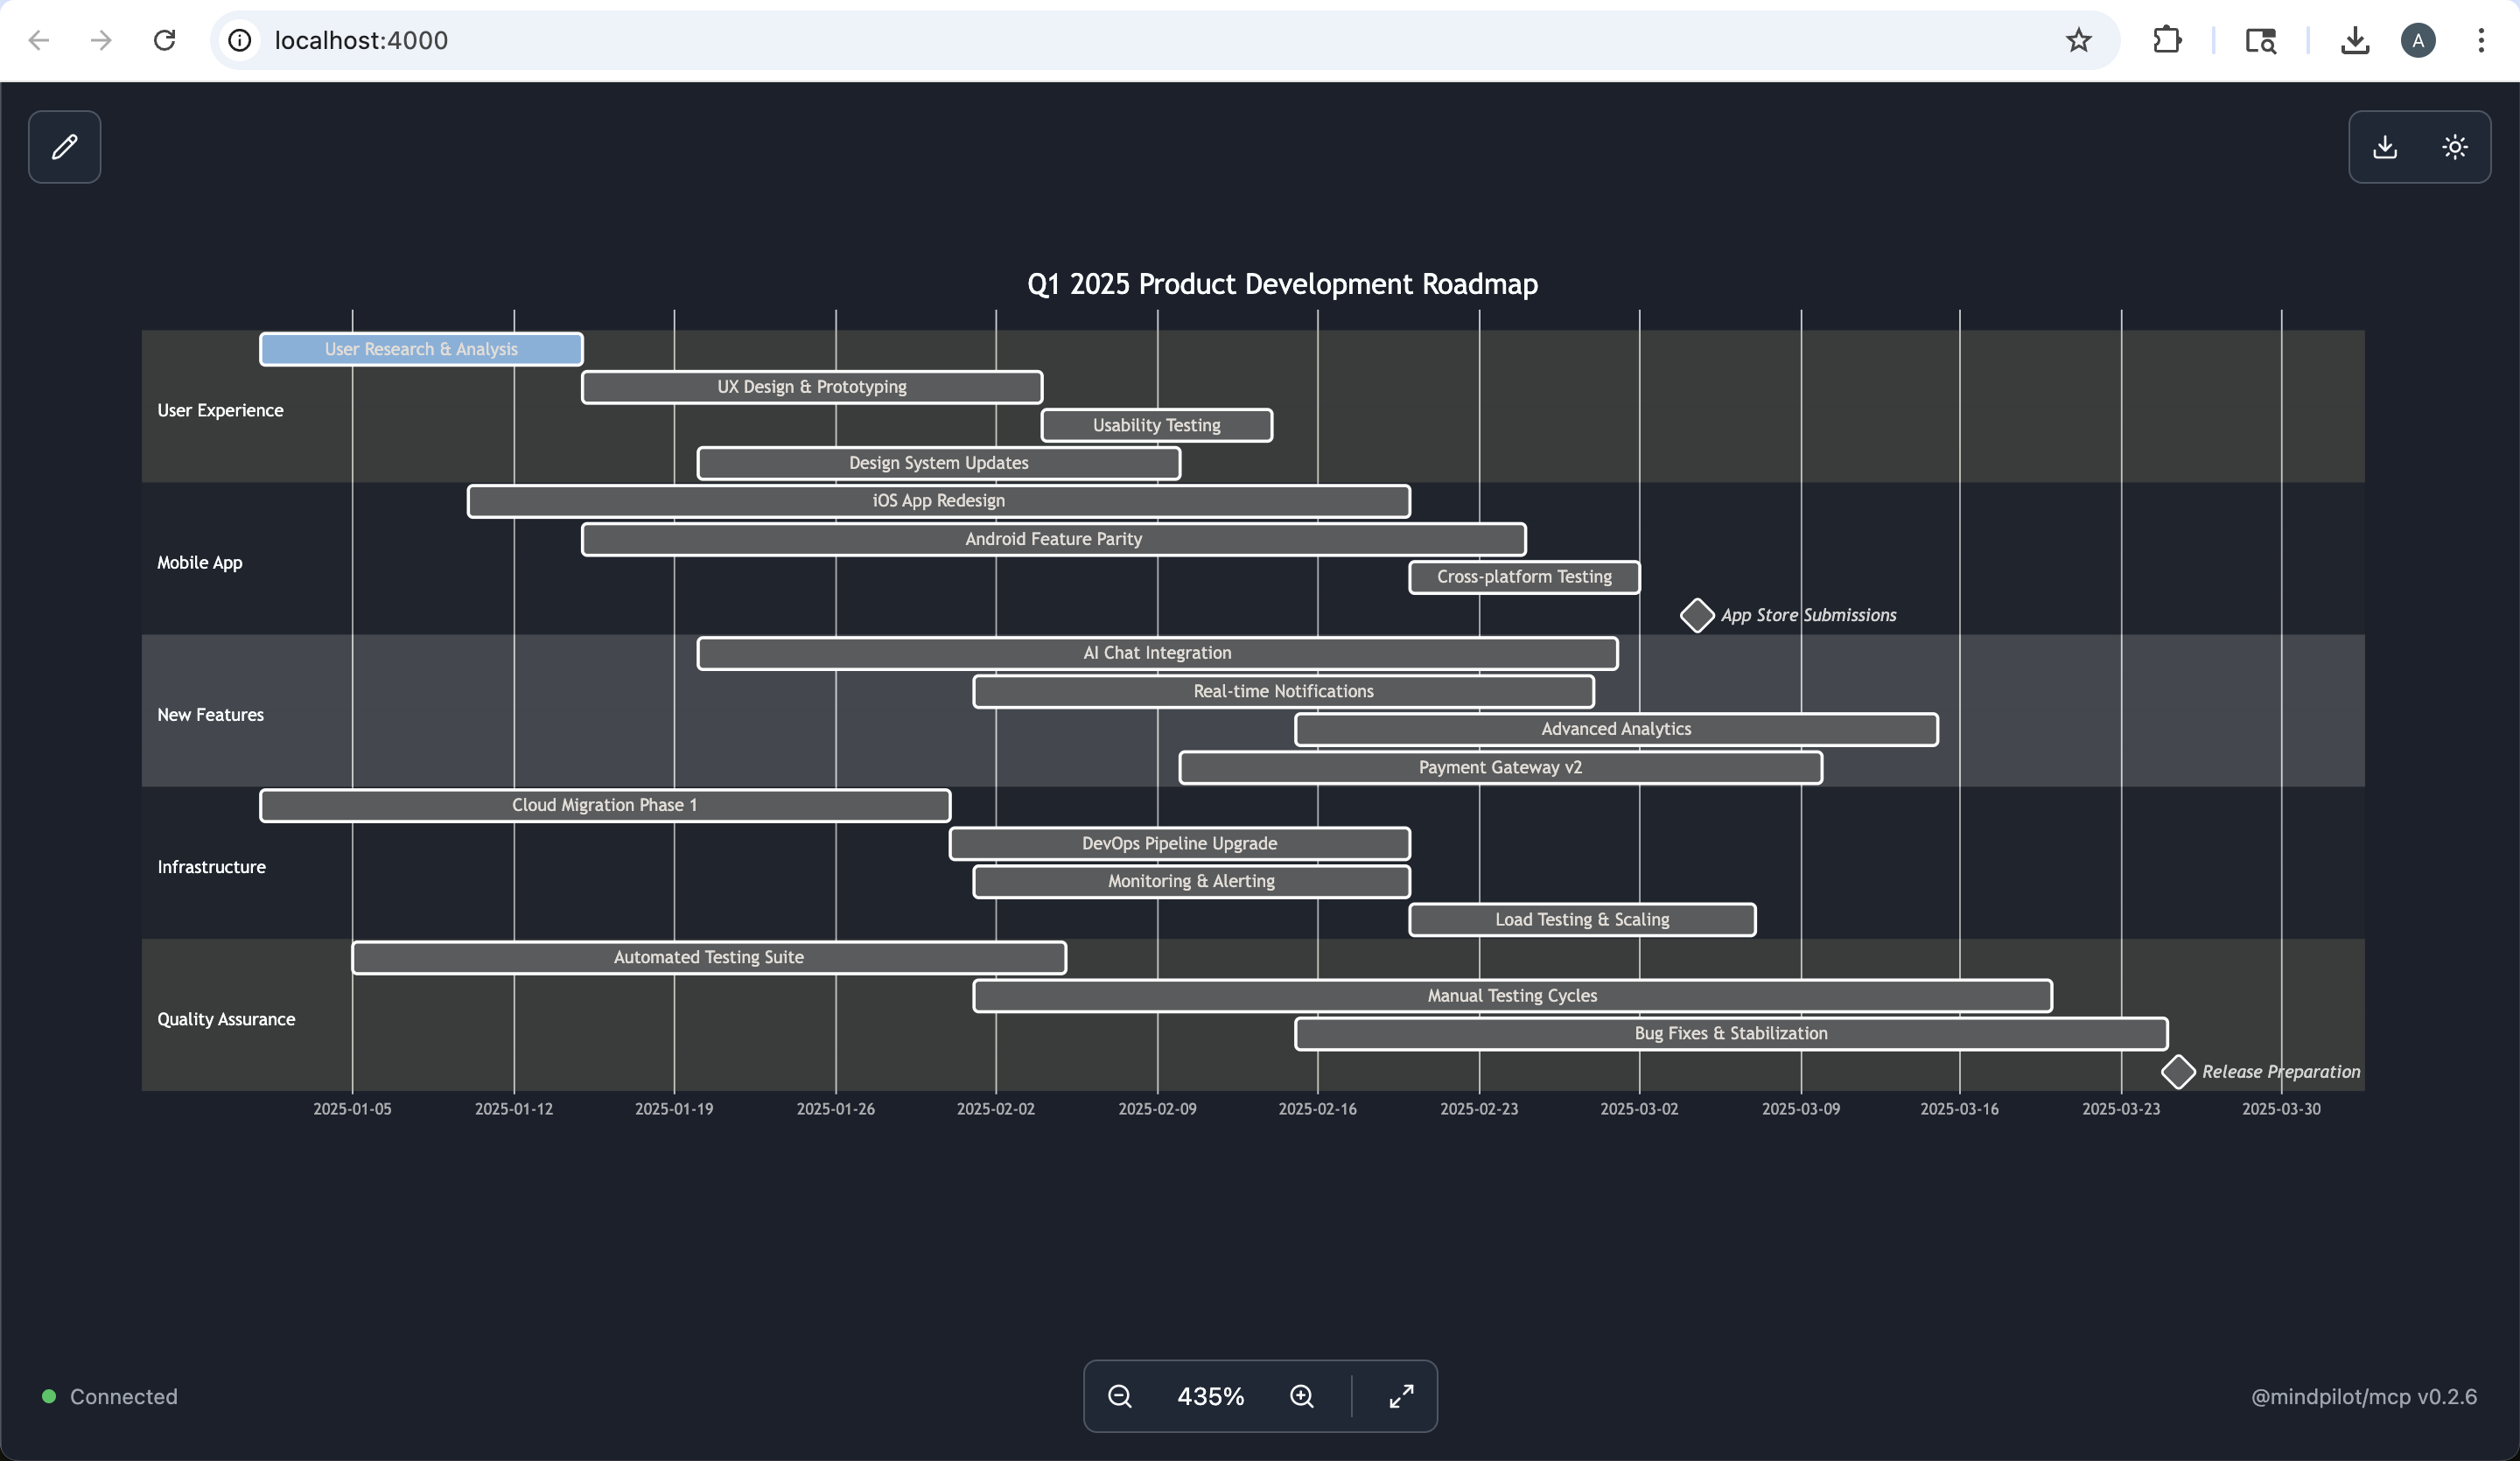 localhost:4000
A
Q1 2025 Product Development Roadmap
User Experience
User Research & Analysis
UX Design & Prototyping
Usability Testing
Design System Updates
Mobile App
iOS App Redesign
Android Feature Parity
Cross-platform Testing
App Store Submissions
New Features
AI Chat Integration
Real-time Notifications
Advanced Analytics
Payment Gateway v2
Infrastructure
Cloud Migration Phase 1
DevOps Pipeline Upgrade
Monitoring & Alerting
Load Testing & Scaling
Quality Assurance
Automated Testing Suite
Manual Testing Cycles
Bug Fixes & Stabilization
Release Preparation
2025-01-05 2025-01-12 2025-01-19 2025-01-26 2025-02-02 2025-02-09 2025-02-16 2025-02-23 2025-03-02 2025-03-09 2025-03-16 2025-03-23 2025-03-30
Connected
435%
@mindpilot/mcp v0.2.6